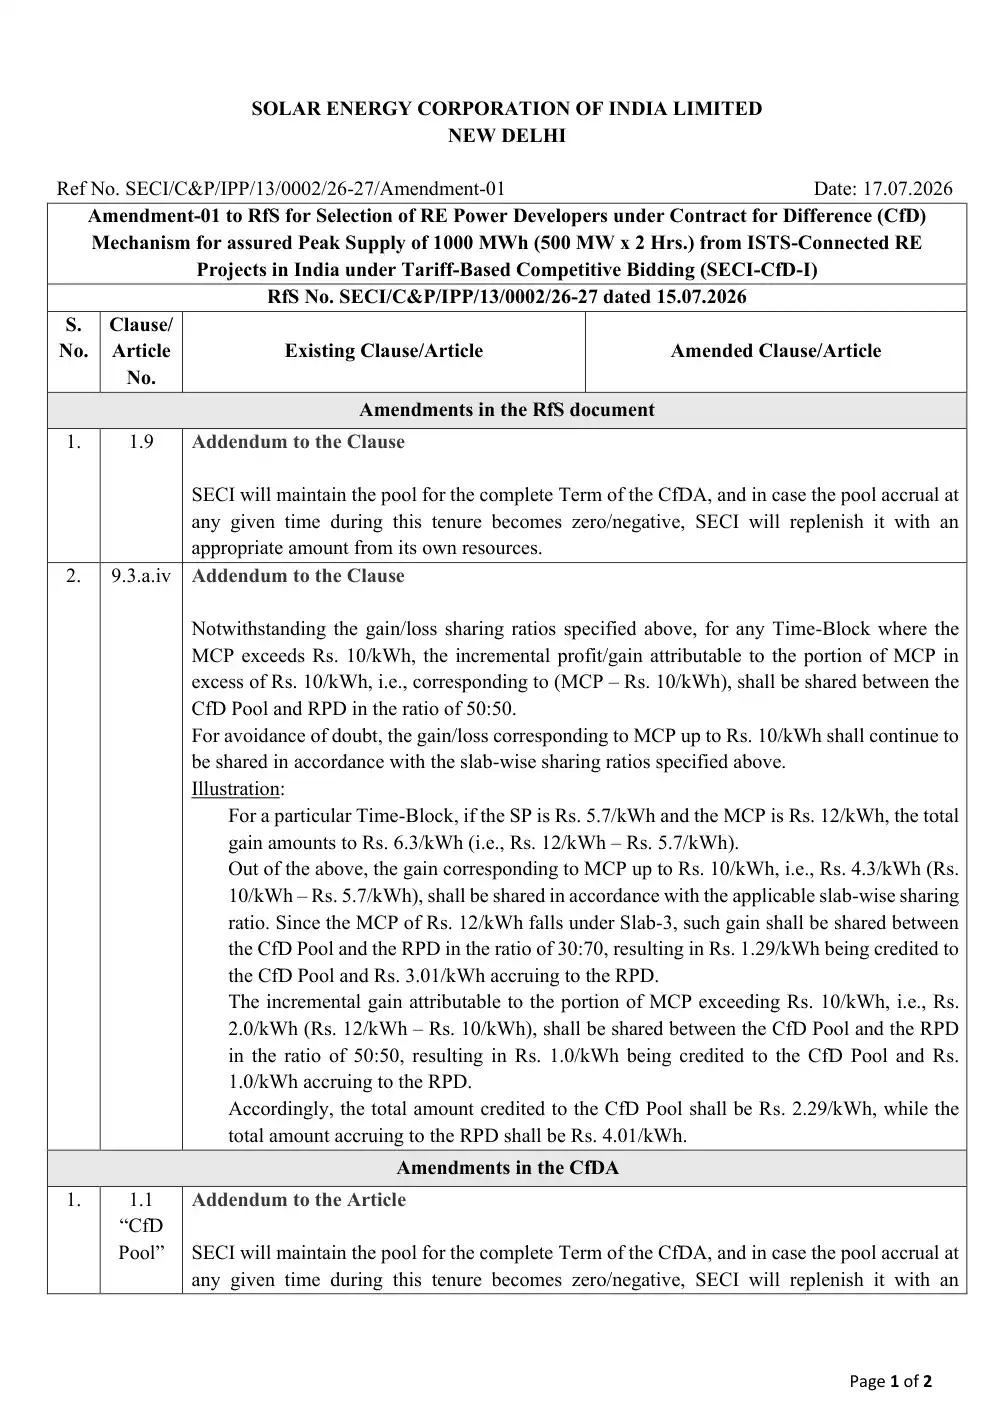 SOLAR ENERGY CORPORATION OF INDIA LIMITED
NEW DELHI
Ref No. SECI/C&P/IPP/13/0002/26-27/Amendment-01 Date: 17.07.2026
Amendment-01 to RfS for Selection of RE Power Developers under Contract for Difference (CfD)
Mechanism for assured Peak Supply of 1000 MWh (500 MW x 2 Hrs.) from ISTS-Connected RE
Projects in India under Tariff-Based Competitive Bidding (SECI-CfD-I)
RfS No. SECI/C&P/IPP/13/0002/26-27 dated 15.07.2026
S. No. Clause/ Article No. Existing Clause/Article Amended Clause/Article
Amendments in the RfS document
1. 1.9 Addendum to the Clause
SECI will maintain the pool for the complete Term of the CfDA, and in case the pool accrual at
any given time during this tenure becomes zero/negative, SECI will replenish it with an
appropriate amount from its own resources.
2. 9.3.a.iv Addendum to the Clause
Notwithstanding the gain/loss sharing ratios specified above, for any Time-Block where the
MCP exceeds Rs. 10/kWh, the incremental profit/gain attributable to the portion of MCP in
excess of Rs. 10/kWh, i.e., corresponding to (MCP – Rs. 10/kWh), shall be shared between the
CfD Pool and RPD in the ratio of 50:50.
For avoidance of doubt, the gain/loss corresponding to MCP up to Rs. 10/kWh shall continue to
be shared in accordance with the slab-wise sharing ratios specified above.
Illustration:
For a particular Time-Block, if the SP is Rs. 5.7/kWh and the MCP is Rs. 12/kWh, the total
gain amounts to Rs. 6.3/kWh (i.e., Rs. 12/kWh – Rs. 5.7/kWh).
Out of the above, the gain corresponding to MCP up to Rs. 10/kWh, i.e., Rs. 4.3/kWh (Rs.
10/kWh – Rs. 5.7/kWh), shall be shared in accordance with the applicable slab-wise sharing
ratio. Since the MCP of Rs. 12/kWh falls under Slab-3, such gain shall be shared between
the CfD Pool and the RPD in the ratio of 30:70, resulting in Rs. 1.29/kWh being credited to
the CfD Pool and Rs. 3.01/kWh accruing to the RPD.
The incremental gain attributable to the portion of MCP exceeding Rs. 10/kWh, i.e., Rs.
2.0/kWh (Rs. 12/kWh – Rs. 10/kWh), shall be shared between the CfD Pool and the RPD
in the ratio of 50:50, resulting in Rs. 1.0/kWh being credited to the CfD Pool and Rs.
1.0/kWh accruing to the RPD.
Accordingly, the total amount credited to the CfD Pool shall be Rs. 2.29/kWh, while the
total amount accruing to the RPD shall be Rs. 4.01/kWh.
Amendments in the CfDA
1. 1.1 “CfD Pool” Addendum to the Article
SECI will maintain the pool for the complete Term of the CfDA, and in case the pool accrual at
any given time during this tenure becomes zero/negative, SECI will replenish it with an
Page 1 of 2